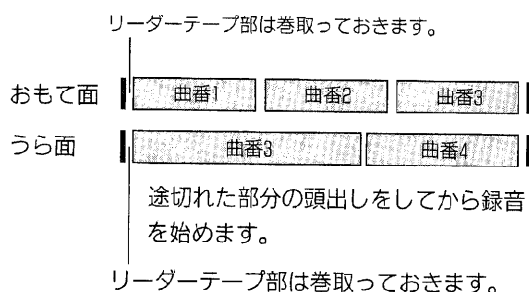 リーダーテープ部は巻取っておきます。
おもて面 曲番1 曲番2 曲番3
うら面 曲番3 曲番4
途切れた部分の頭出しをしてから録音
を始めます。
リーダーテープ部は巻取っておきます。